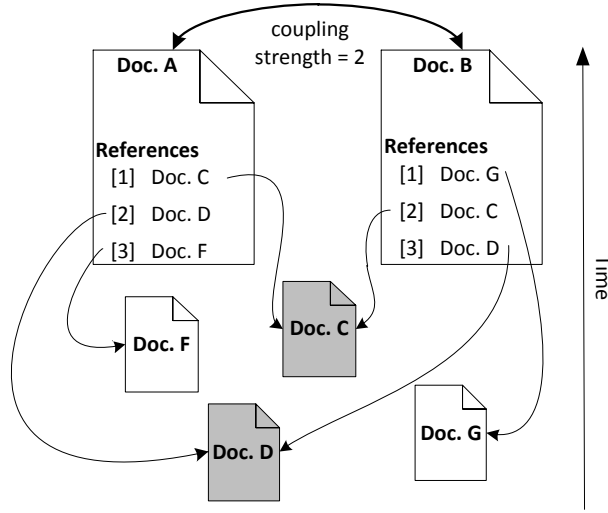 coupling
strength = 2
Doc. A
Doc. B
References
[1] Doc. C
[2] Doc. D
[3] Doc. F
References
[1] Doc. G
[2] Doc. C
[3] Doc. D
Time
Doc. C
Doc. F
Doc. G
Doc. D